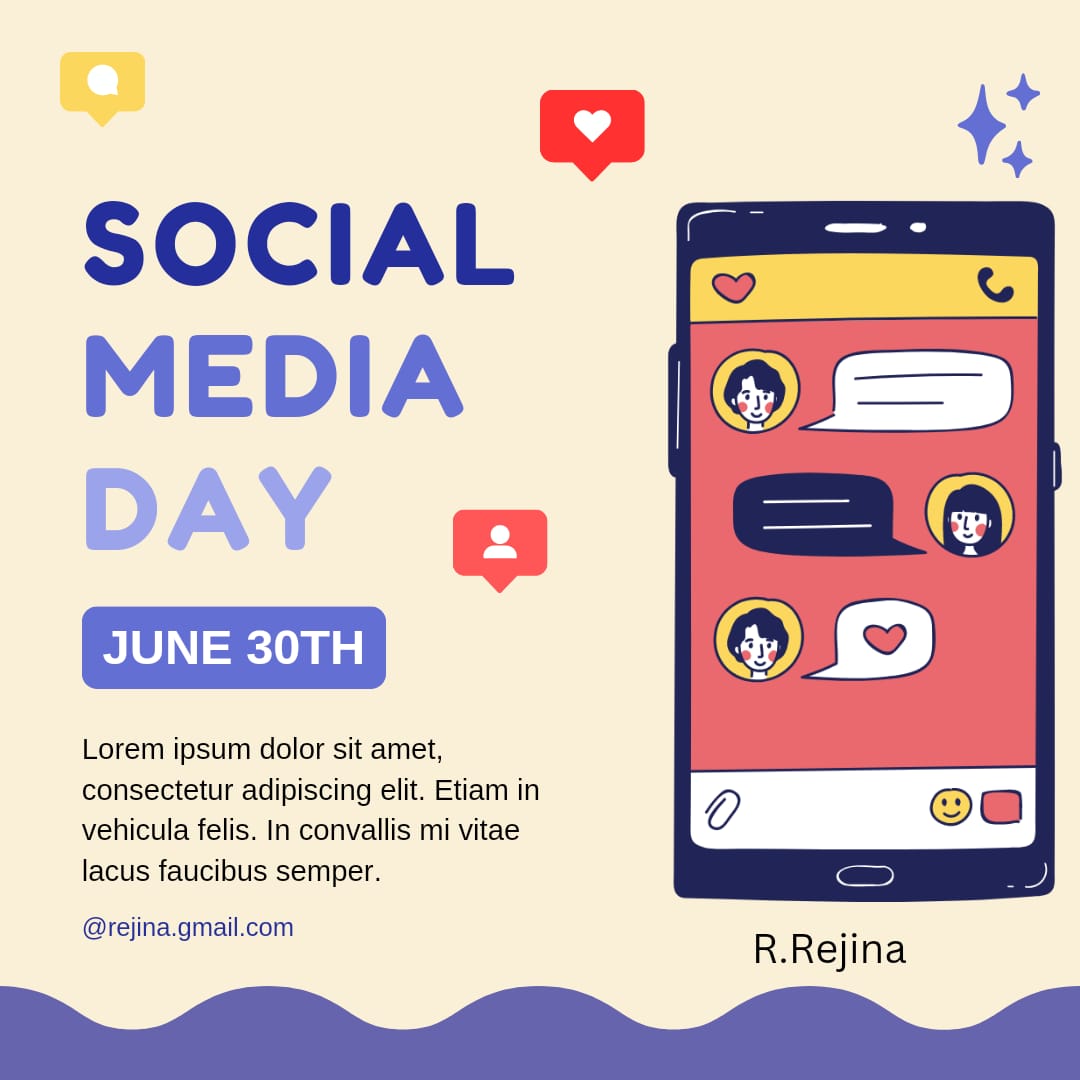 SOCIAL
MEDIA
DAY
JUNE 30TH
Lorem ipsum dolor sit amet,
consectetur adipiscing elit. Etiam in
vehicula felis. In convallis mi vitae
lacus faucibus semper.
@rejina.gmail.com
R.Rejina